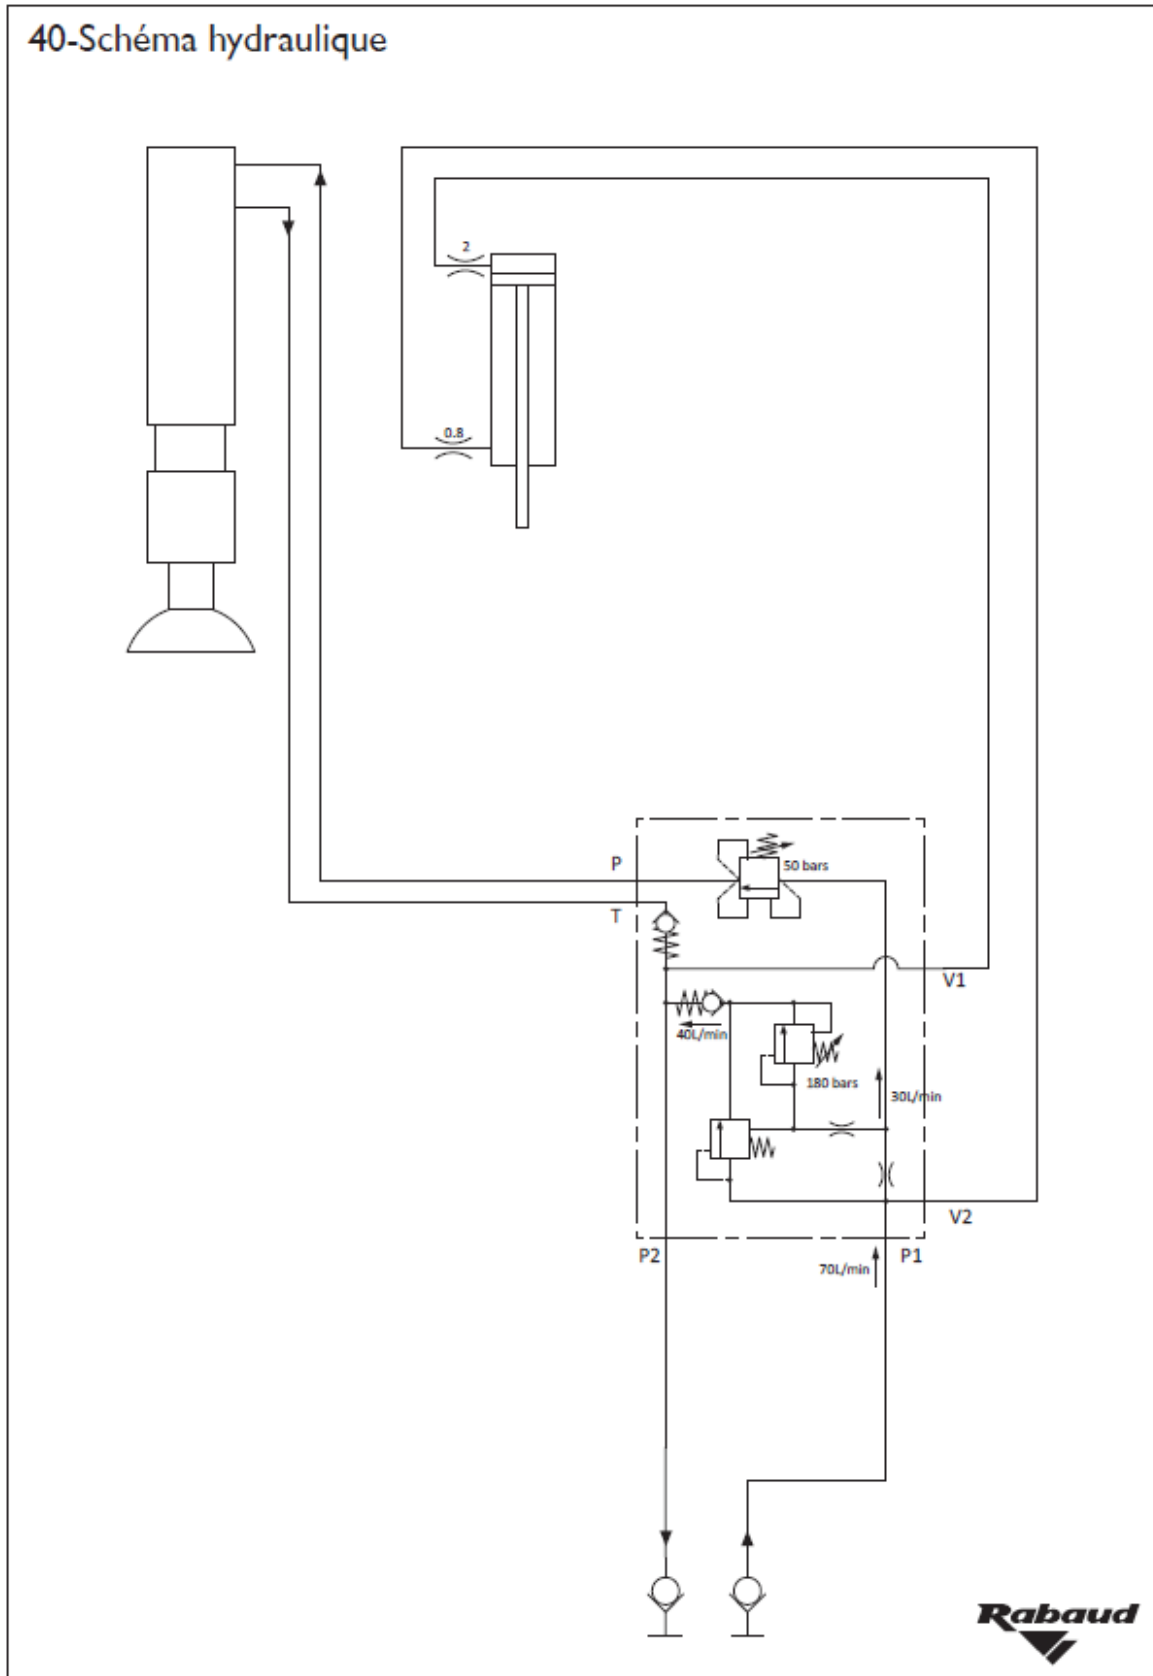 40-Schéma hydraulique
2
0.8
P
50 bars
T
V1
40L/min
180 bars
30L/min
V2
P2
P1
70L/min
Rabaud